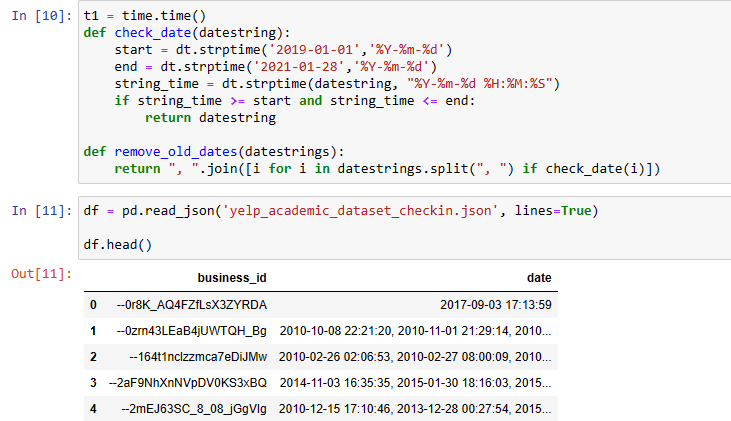 In [10]: t1 = time.time()
def check_date(datestring):
    start = dt.strptime('2019-01-01','%Y-%m-%d')
    end = dt.strptime('2021-01-28','%Y-%m-%d')
    string_time = dt.strptime(datestring, "%Y-%m-%d %H:%M:%S")
    if string_time >= start and string_time <= end:
        return datestring
def remove_old_dates(datestrings):
    return ", ".join([i for i in datestrings.split(", ") if check_date(i)])
In [11]: df = pd.read_json('yelp_academic_dataset_checkin.json', lines=True)
df.head()
Out[11]:
business_id date
0 --0r8K_AQ4FZfLsX3ZYRDA 2017-09-03 17:13:59
1 --0zrn43LEaB4jUWTQH_Bg 2010-10-08 22:21:20, 2010-11-01 21:29:14, 2010...
2 --164t1nclzzmca7eDiJMw 2010-02-26 02:06:53, 2010-02-27 08:00:09, 2010...
3 --2aF9NhXnNVpDV0KS3xBQ 2014-11-03 16:35:35, 2015-01-30 18:16:03, 2015...
4 --2mEJ63SC_8_08_jGgVIg 2010-12-15 17:10:46, 2013-12-28 00:27:54, 2015...